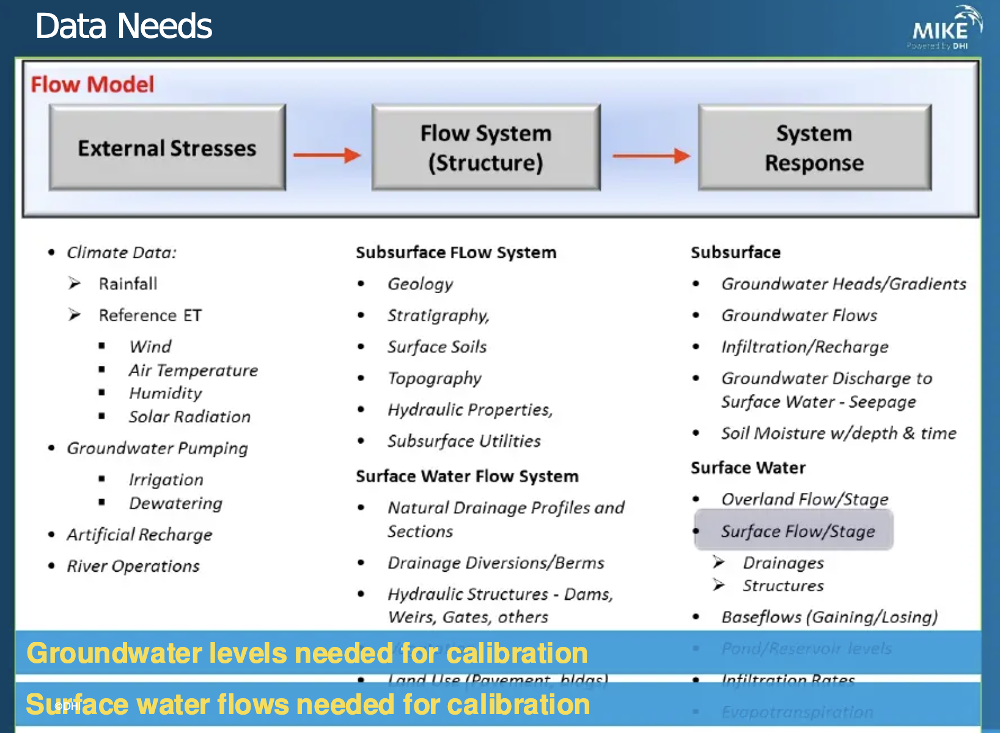 Data Needs
MIKE
Powered by DHI
Flow Model
External Stresses
Flow System
(Structure)
System
Response
• Climate Data:
➢ Rainfall
➢ Reference ET
▪ Wind
▪ Air Temperature
▪ Humidity
▪ Solar Radiation
• Groundwater Pumping
▪ Irrigation
▪ Dewatering
• Artificial Recharge
• River Operations
Subsurface FLow System
• Geology
• Stratigraphy,
• Surface Soils
• Topography
• Hydraulic Properties,
• Subsurface Utilities
Surface Water Flow System
• Natural Drainage Profiles and
Sections
• Drainage Diversions/Berms
• Hydraulic Structures - Dams,
Weirs, Gates, others
• Land Use (Pavement, bldgs)
Subsurface
• Groundwater Heads/Gradients
• Groundwater Flows
• Infiltration/Recharge
• Groundwater Discharge to
Surface Water - Seepage
• Soil Moisture w/depth & time
Surface Water
• Overland Flow/Stage
• Surface Flow/Stage
➢ Drainages
➢ Structures
• Baseflows (Gaining/Losing)
▪ Pond/Reservoir levels
• Infiltration Rates
▪ Evapotranspiration
Groundwater levels needed for calibration
Surface water flows needed for calibration
©DHI